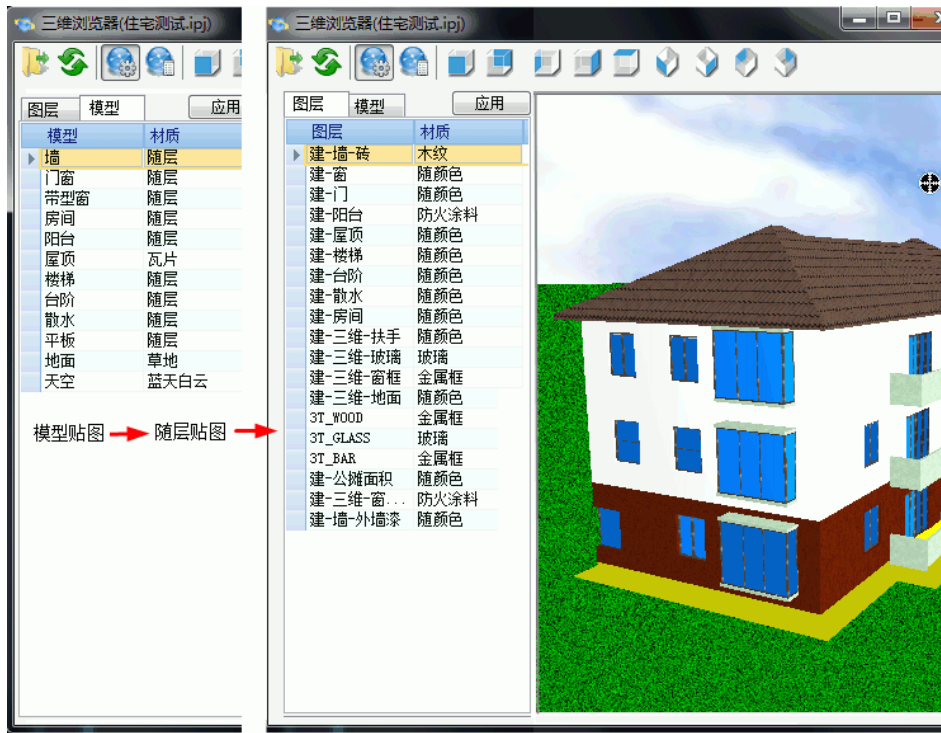 三维浏览器(住宅测试.ipj)
图层 模型 应用
模型 材质
墙 随层
门窗 随层
带型窗 随层
房间 随层
阳台 随层
屋顶 瓦片
楼梯 随层
台阶 随层
散水 随层
平板 随层
地面 草地
天空 蓝天白云
模型贴图 随层贴图
三维浏览器(住宅测试.ipj)
图层 模型 应用
图层 材质
建-墙-砖 木纹
建-窗 随颜色
建-门 随颜色
建-阳台 防火涂料
建-屋顶 随颜色
建-楼梯 随颜色
建-台阶 随颜色
建-散水 随颜色
建-房间 随颜色
建-三维-扶手 随颜色
建-三维-玻璃 玻璃
建-三维-窗框 金属框
建-三维-地面 随颜色
3T_WOOD 金属框
3T_GLASS 玻璃
3T_BAR 金属框
建-公摊面积 随颜色
建-三维-窗... 防火涂料
建-墙-外墙漆 随颜色